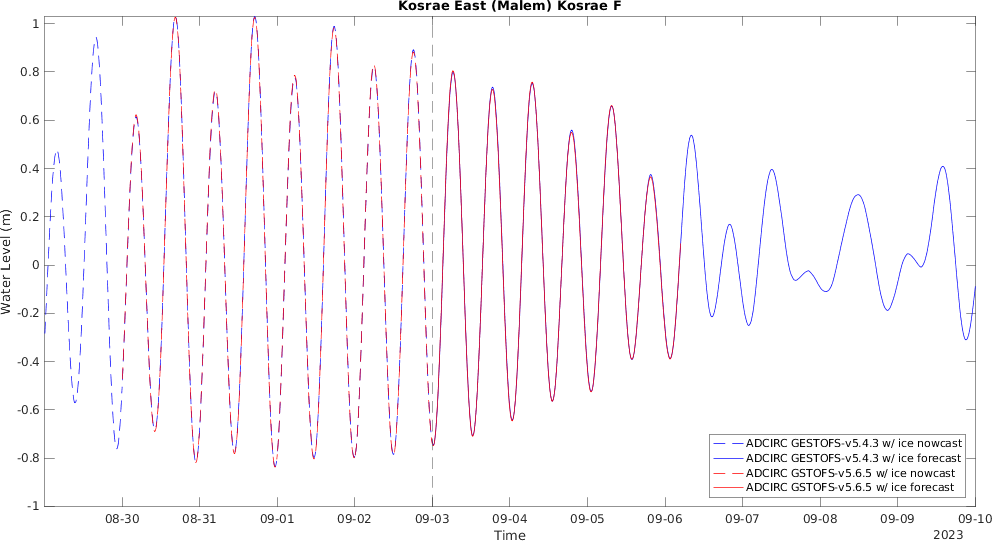 Kosrae East (Malem) Kosrae F
Water Level (m)
1
0.8
0.6
0.4
0.2
0
-0.2
-0.4
-0.6
-0.8
-1
08-30 08-31 09-01 09-02 09-03 09-04 09-05 09-06 09-07 09-08 09-09 09-10
Time
2023
ADCIRC GESTOFS-v5.4.3 w/ ice nowcast
ADCIRC GESTOFS-v5.4.3 w/ ice forecast
ADCIRC GSTOFS-v5.6.5 w/ ice nowcast
ADCIRC GSTOFS-v5.6.5 w/ ice forecast